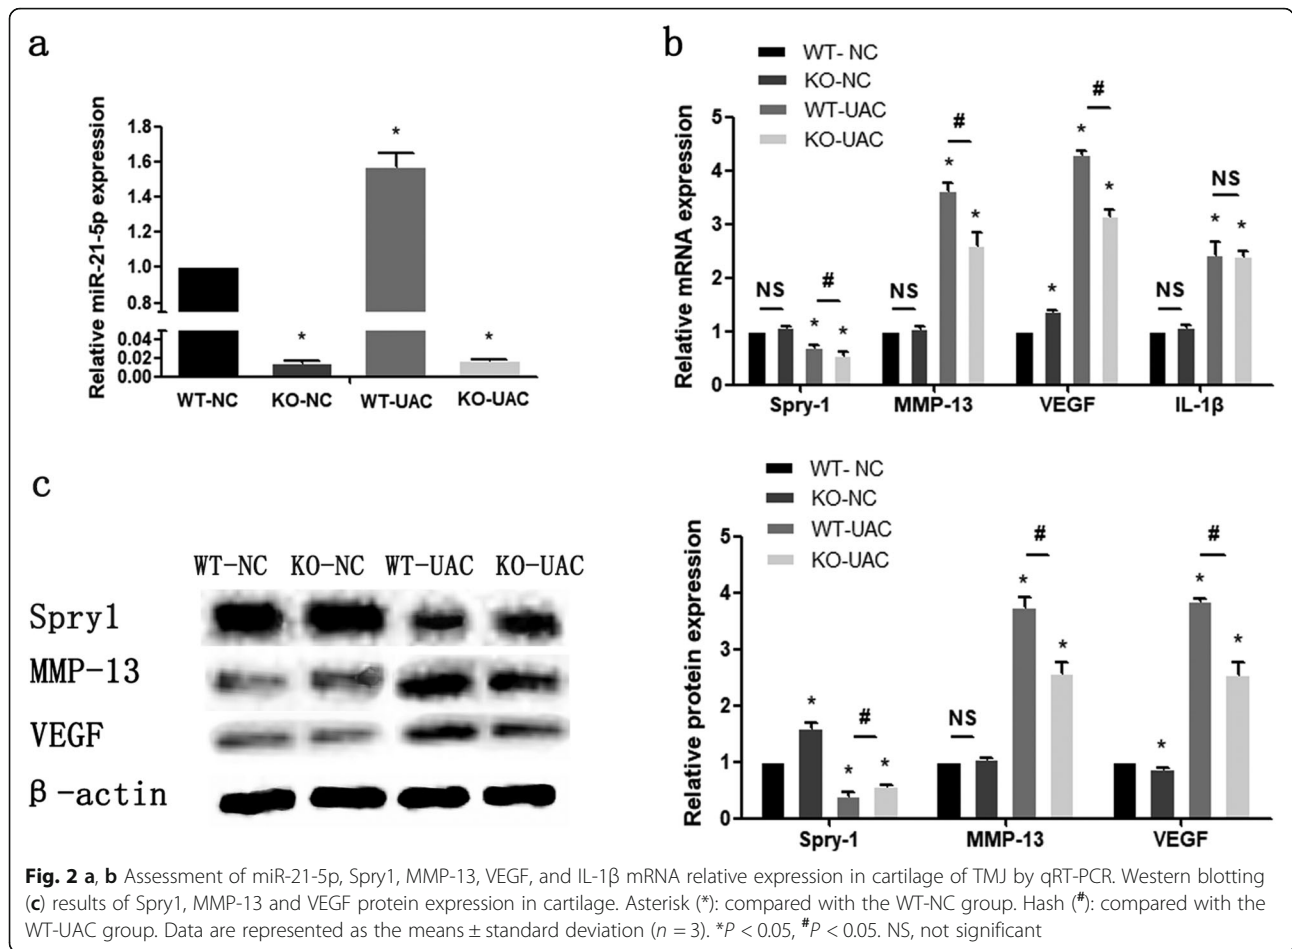 a
Relative miR-21-5p expression
1.8
1.6
1.4
1.2
1.0
0.8
0.04
0.02
0.00
*
*
*
WT-NC KO-NC WT-UAC KO-UAC
b
WT- NC
KO-NC
WT-UAC
KO-UAC
Relative mRNA expression
5
4
3
2
1
0
NS # * *
NS # * *
* # * *
NS NS * *
Spry-1 MMP-13 VEGF IL-1β
c
WT-NC KO-NC WT-UAC KO-UAC
Spry1
MMP-13
VEGF
β-actin
WT- NC
KO-NC
WT-UAC
KO-UAC
Relative protein expression
5
4
3
2
1
0
* # * *
NS # * *
* # * *
Spry-1 MMP-13 VEGF
Fig. 2 a, b Assessment of miR-21-5p, Spry1, MMP-13, VEGF, and IL-1β mRNA relative expression in cartilage of TMJ by qRT-PCR. Western blotting
(c) results of Spry1, MMP-13 and VEGF protein expression in cartilage. Asterisk (*): compared with the WT-NC group. Hash (#): compared with the
WT-UAC group. Data are represented as the means ± standard deviation (n = 3). *P < 0.05, #P < 0.05. NS, not significant